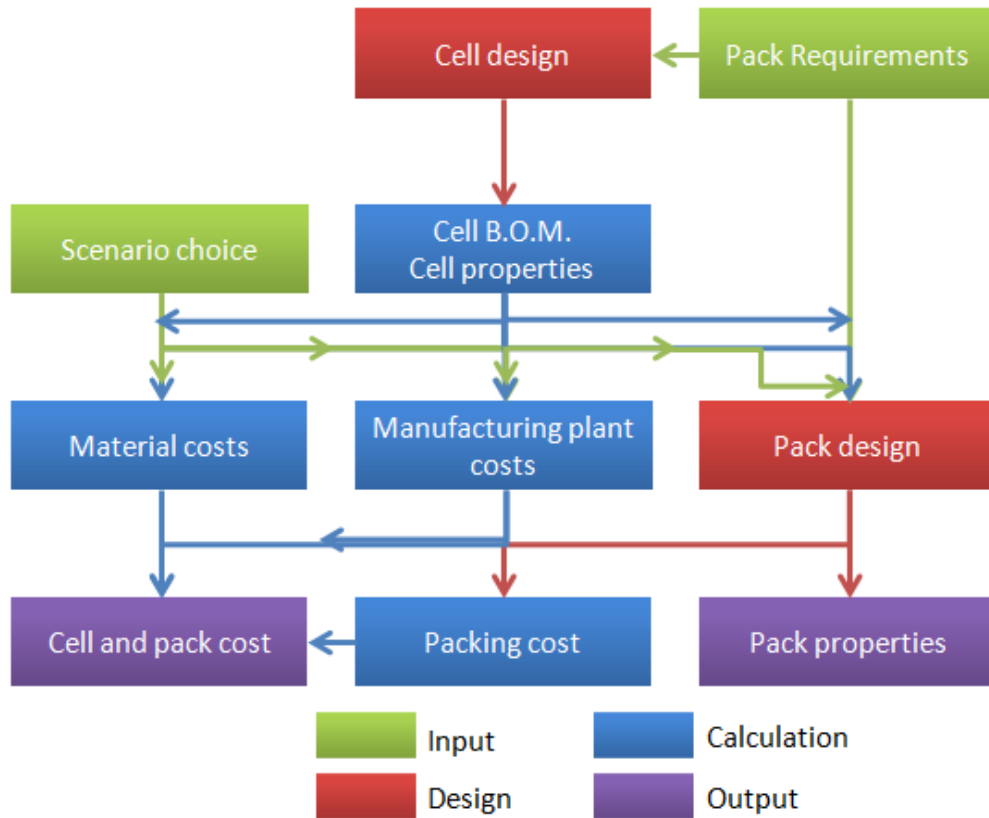 Cell design
Pack Requirements
Scenario choice
Cell B.O.M.
Cell properties
Material costs
Manufacturing plant
costs
Pack design
Cell and pack cost
Packing cost
Pack properties
Input
Calculation
Design
Output